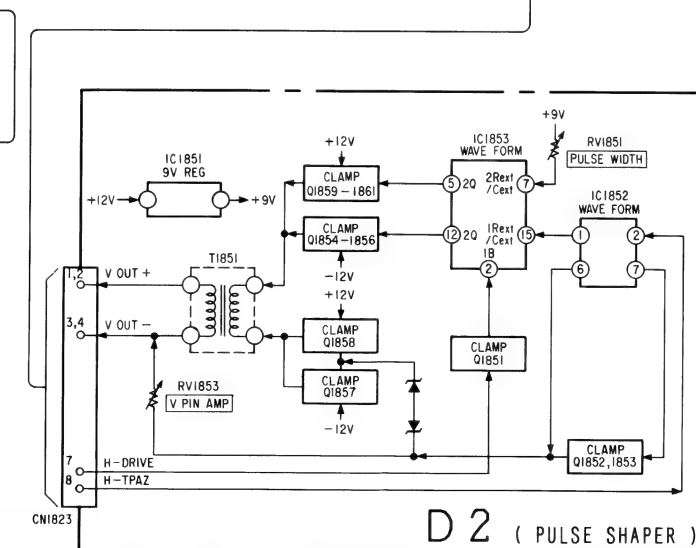 +9V
IC1851
9V REG
+12V
+9V
+12V
CLAMP
Q1859-1861
CLAMP
Q1854-1856
-12V
+12V
IC1853
WAVE FORM
5 2Q
2Rext
/Cext
7
12 2Q
1Rext
/Cext
15
1B
2
RV1851
PULSE WIDTH
IC1852
WAVE FORM
1
2
6
7
T1851
1,2
V OUT +
3,4
V OUT -
CLAMP
Q1858
CLAMP
Q1857
-12V
CLAMP
Q1851
RV1853
V PIN AMP
CLAMP
Q1852,1853
7
H-DRIVE
8
H-TPAZ
CN1823
D2 ( PULSE SHAPER )